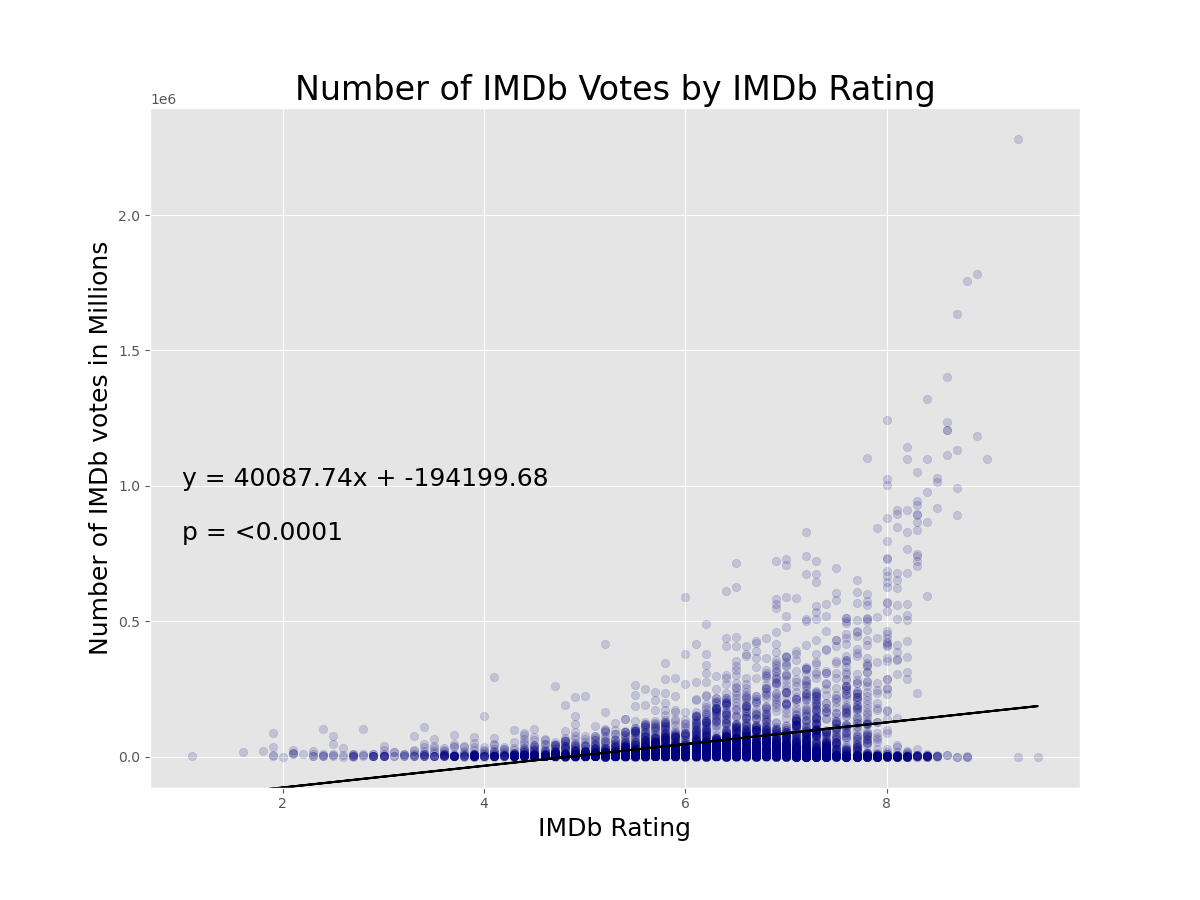 Number of IMDb Votes by IMDb Rating
1e6
2.0
1.5
1.0
0.5
0.0
Number of IMDb votes in Millions
y = 40087.74x + -194199.68
p = <0.0001
2 4 6 8
IMDb Rating